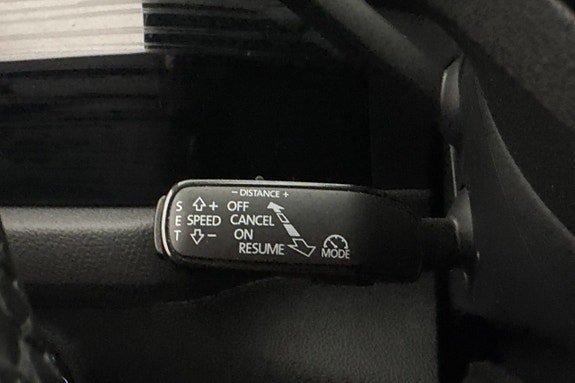 − DISTANCE +
S + OFF
E SPEED CANCEL
T − ON
RESUME MODE